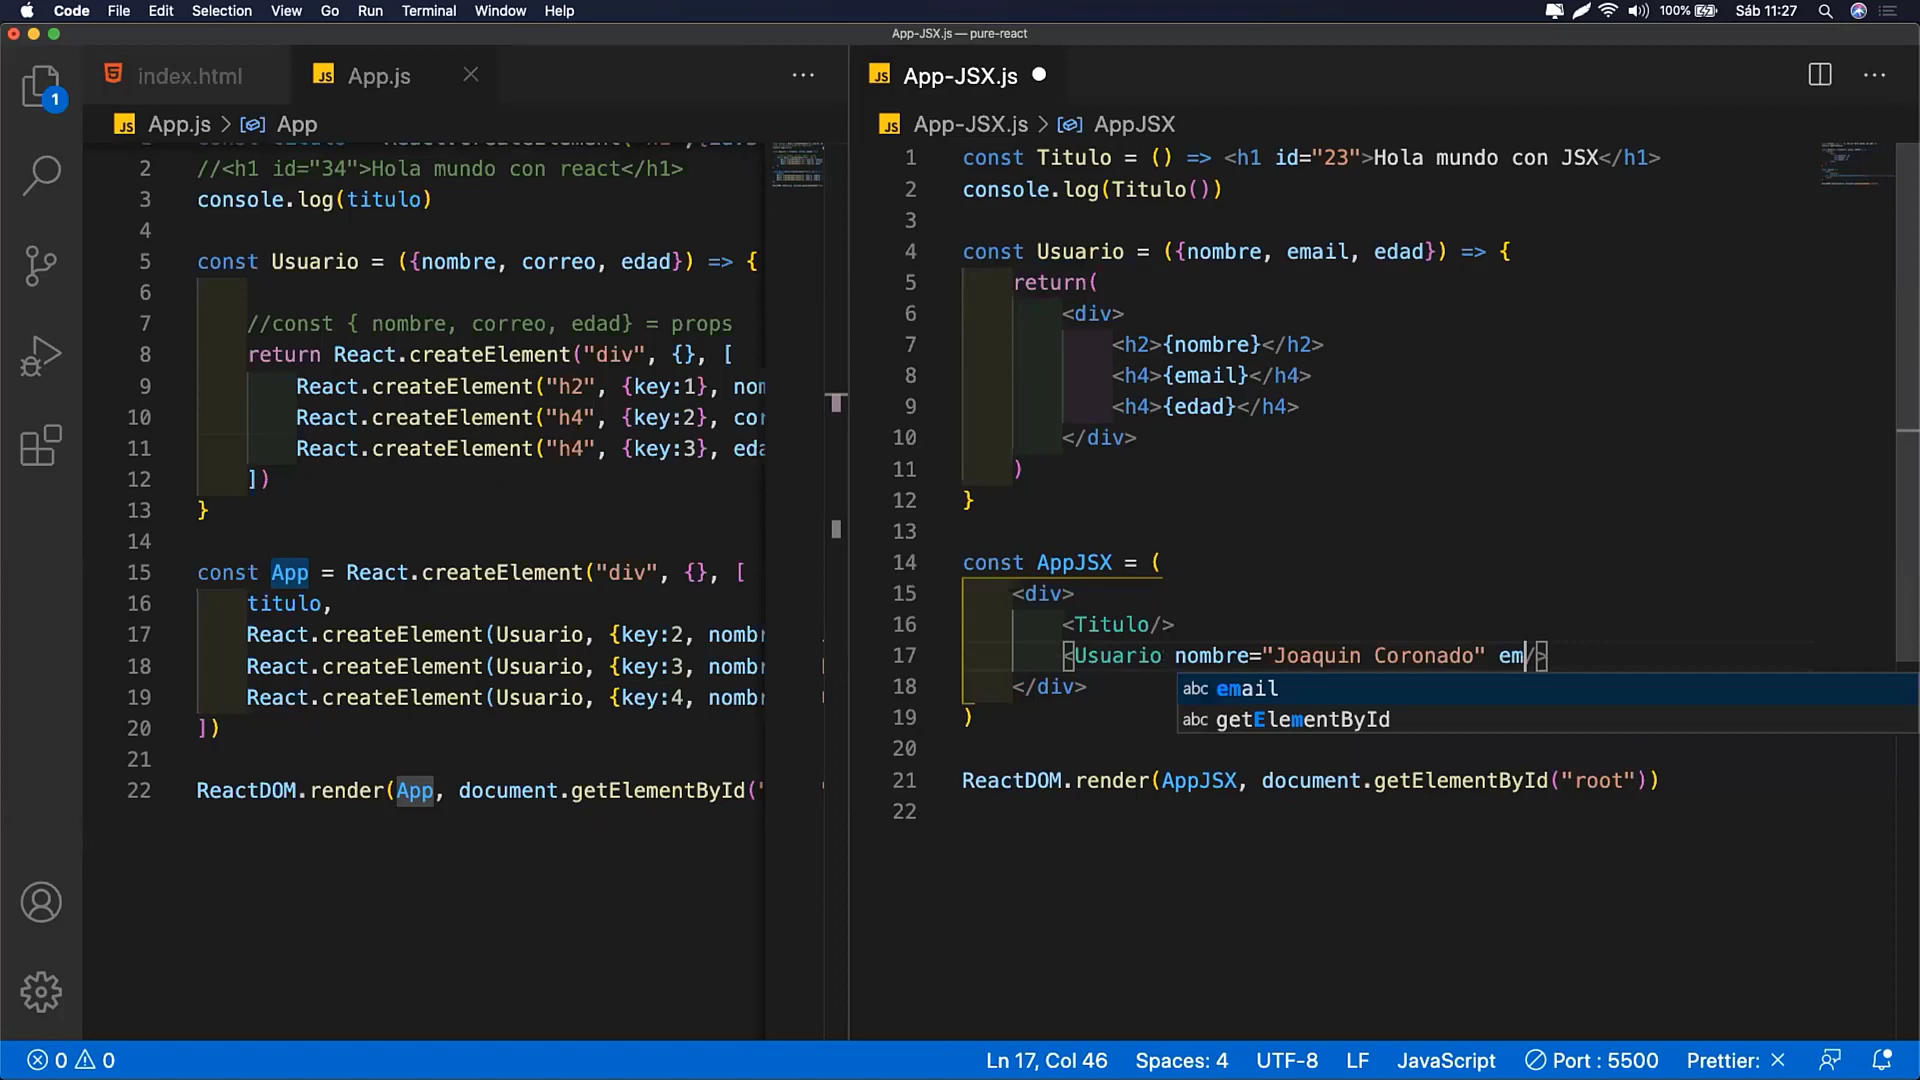 Code File Edit Selection View Go Run Terminal Window Help 100% Sáb 11:27
App-JSX.js — pure-react
1
index.html
JS App.js
JS App.js > App
2 //<h1 id="34">Hola mundo con react</h1>
3 console.log(titulo)
4
5 const Usuario = ({nombre, correo, edad}) => {
6
7 //const { nombre, correo, edad} = props
8 return React.createElement("div", {}, [
9 React.createElement("h2", {key:1}, nom
10 React.createElement("h4", {key:2}, cor
11 React.createElement("h4", {key:3}, eda
12 ])
13 }
14
15 const App = React.createElement("div", {}, [
16 titulo,
17 React.createElement(Usuario, {key:2, nombr
18 React.createElement(Usuario, {key:3, nombr
19 React.createElement(Usuario, {key:4, nombr
20 ])
21
22 ReactDOM.render(App, document.getElementById("
JS App-JSX.js
JS App-JSX.js > AppJSX
1 const Titulo = () => <h1 id="23">Hola mundo con JSX</h1>
2 console.log(Titulo())
3
4 const Usuario = ({nombre, email, edad}) => {
5 return(
6 <div>
7 <h2>{nombre}</h2>
8 <h4>{email}</h4>
9 <h4>{edad}</h4>
10 </div>
11 )
12 }
13
14 const AppJSX = (
15 <div>
16 <Titulo/>
17 <Usuario nombre="Joaquin Coronado" em/>
abc email
18 </div>
abc getElementById
19 )
20
21 ReactDOM.render(AppJSX, document.getElementById("root"))
22
0 0 Ln 17, Col 46 Spaces: 4 UTF-8 LF JavaScript Port : 5500 Prettier: ×